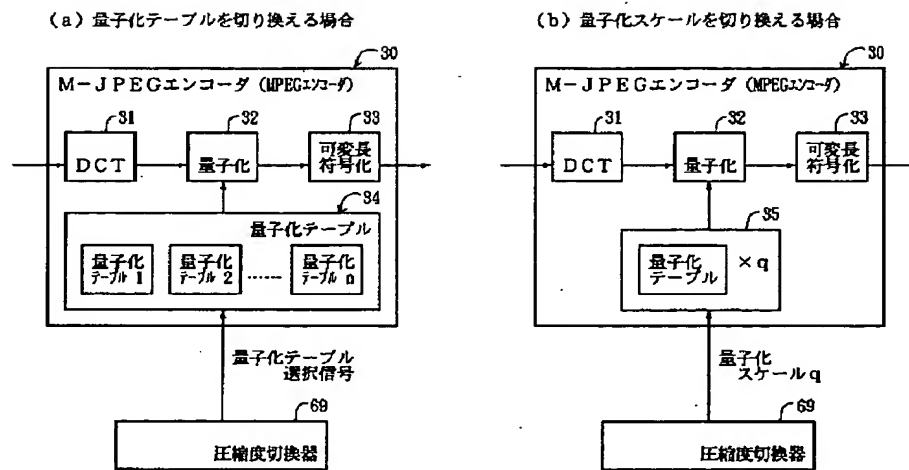 (a) 量子化テーブルを切り換える場合
30
M-JPEGエンコーダ (MPEGエンコーダ)
31
32
33
DCT
量子化
可変長
符号化
34
量子化テーブル
量子化
テーブル 1
量子化
テーブル 2
……
量子化
テーブル n
量子化テーブル
選択信号
69
圧縮度切換器
(b) 量子化スケールを切り換える場合
30
M-JPEGエンコーダ (MPEGエンコーダ)
31
32
33
DCT
量子化
可変長
符号化
35
量子化
テーブル
×q
量子化
スケールq
69
圧縮度切換器